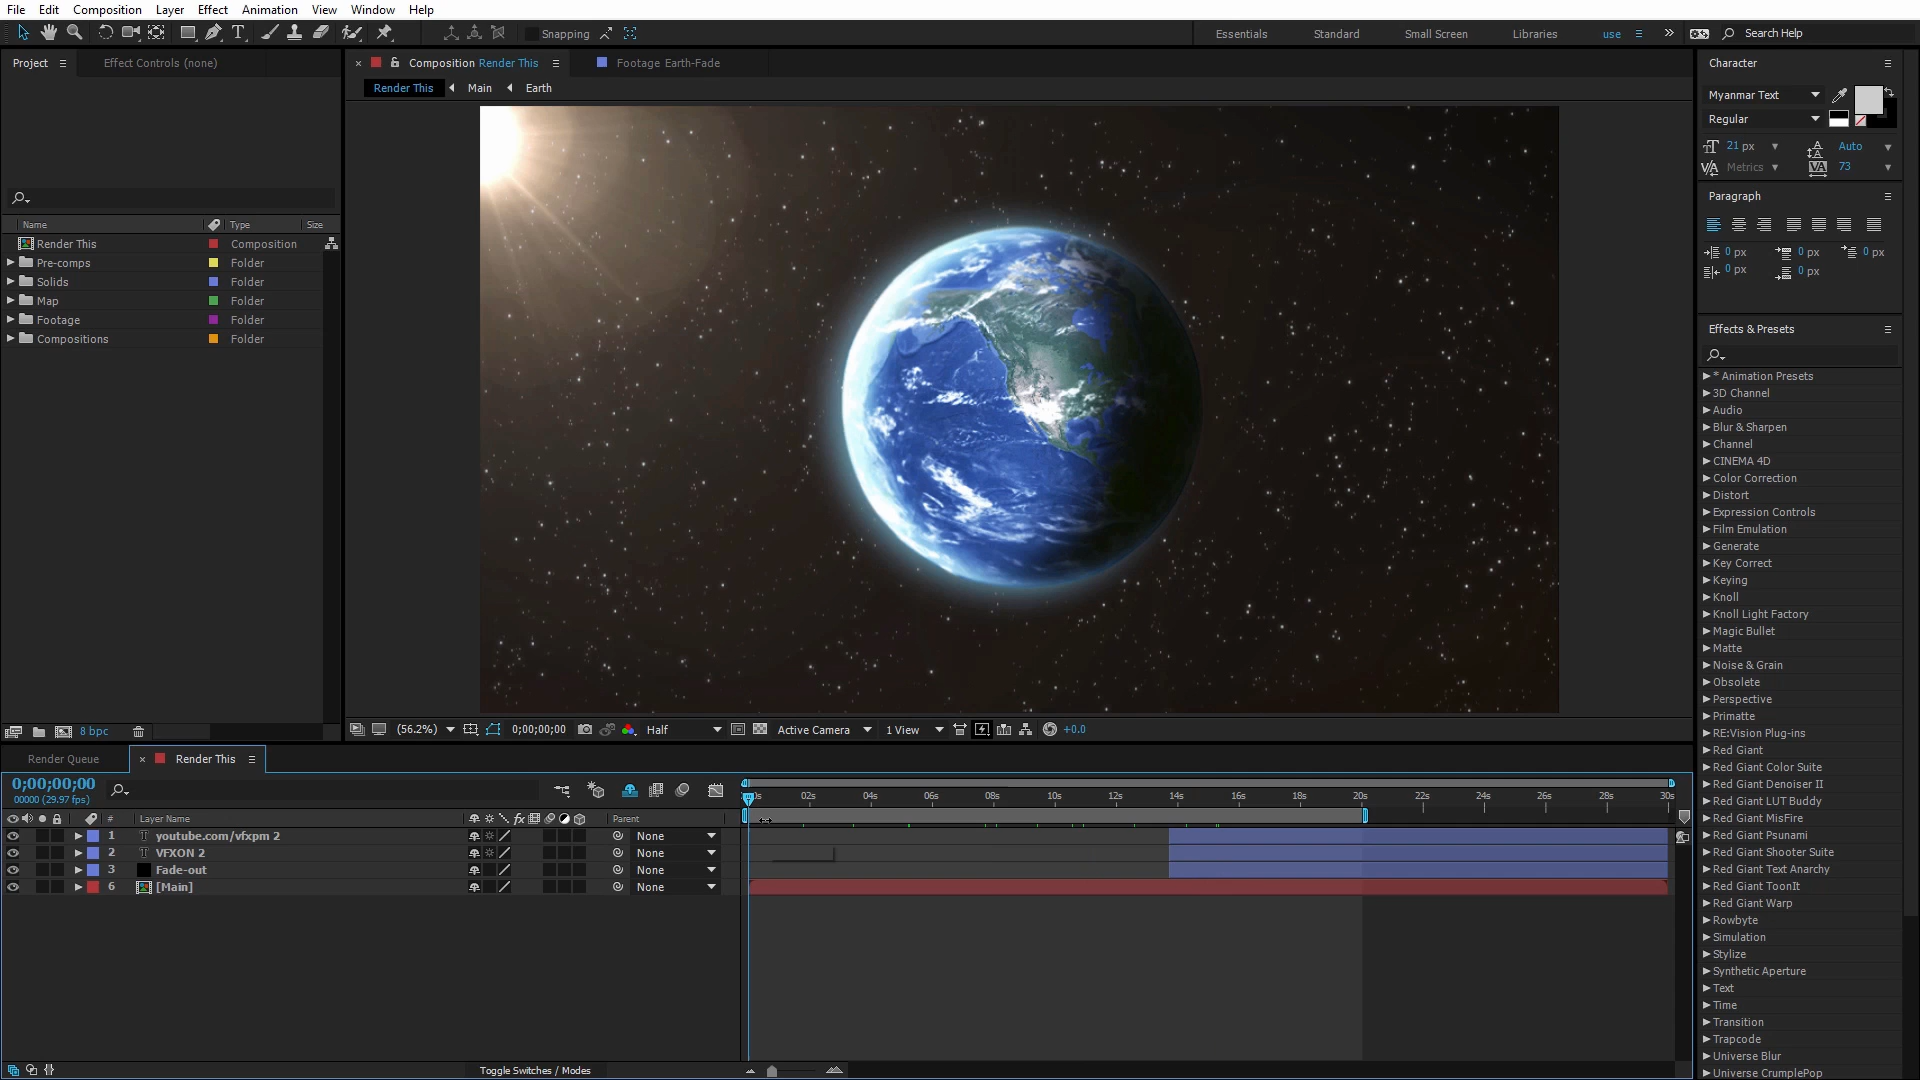 File Edit Composition Layer Effect Animation View Window Help
Snapping
Essentials Standard Small Screen Libraries use Search Help
Project Effect Controls (none)
Composition Render This Footage Earth-Fade
Render This Main Earth
Name Type Size
Render This Composition
Pre-comps Folder
Solids Folder
Map Folder
Footage Folder
Compositions Folder
8 bpc
(56.2%) 0;00;00;00 Half Active Camera 1 View +0.0
Character
Myanmar Text
Regular
21 px Auto
Metrics 73
Paragraph
0 px 0 px 0 px
0 px 0 px
Effects & Presets
* Animation Presets
3D Channel
Audio
Blur & Sharpen
Channel
CINEMA 4D
Color Correction
Distort
Expression Controls
Film Emulation
Generate
Key Correct
Keying
Knoll
Knoll Light Factory
Magic Bullet
Matte
Noise & Grain
Obsolete
Perspective
Primatte
RE:Vision Plug-ins
Red Giant
Red Giant Color Suite
Red Giant Denoiser II
Red Giant LUT Buddy
Red Giant MisFire
Red Giant Psunami
Red Giant Shooter Suite
Red Giant Text Anarchy
Red Giant ToonIt
Red Giant Warp
Rowbyte
Simulation
Stylize
Synthetic Aperture
Text
Time
Transition
Trapcode
Universe Blur
Universe CrumplePop
Render Queue Render This
0;00;00;00
00000 (29.97 fps)
0s 02s 04s 06s 08s 10s 12s 14s 16s 18s 20s 22s 24s 26s 28s 30s
# Layer Name Parent
1 youtube.com/vfxpm 2 None
2 VFXON 2 None
3 Fade-out None
6 [Main] None
Toggle Switches / Modes